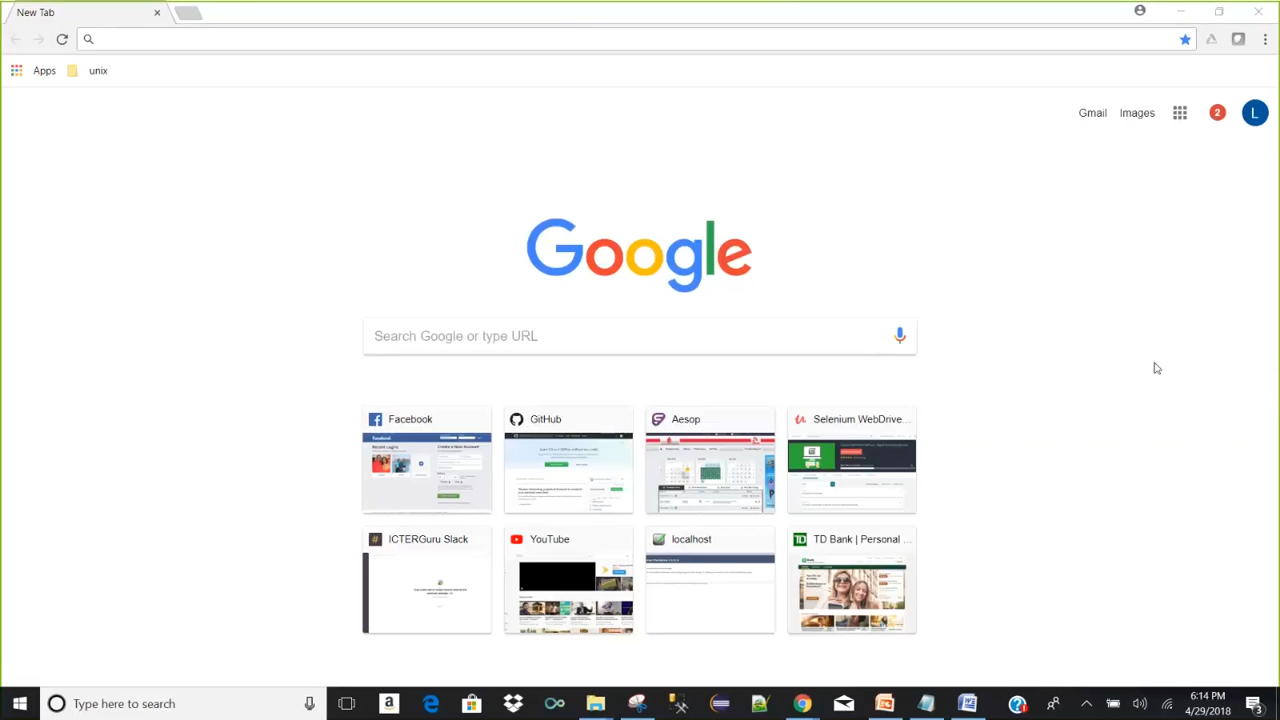 New Tab
Apps
unix
Gmail
Images
2
L
Google
Search Google or type URL
Facebook
GitHub
Aesop
Selenium WebDrive...
ICTERGuru Slack
YouTube
localhost
TD Bank | Personal ...
Type here to search
6:14 PM
4/29/2018
3